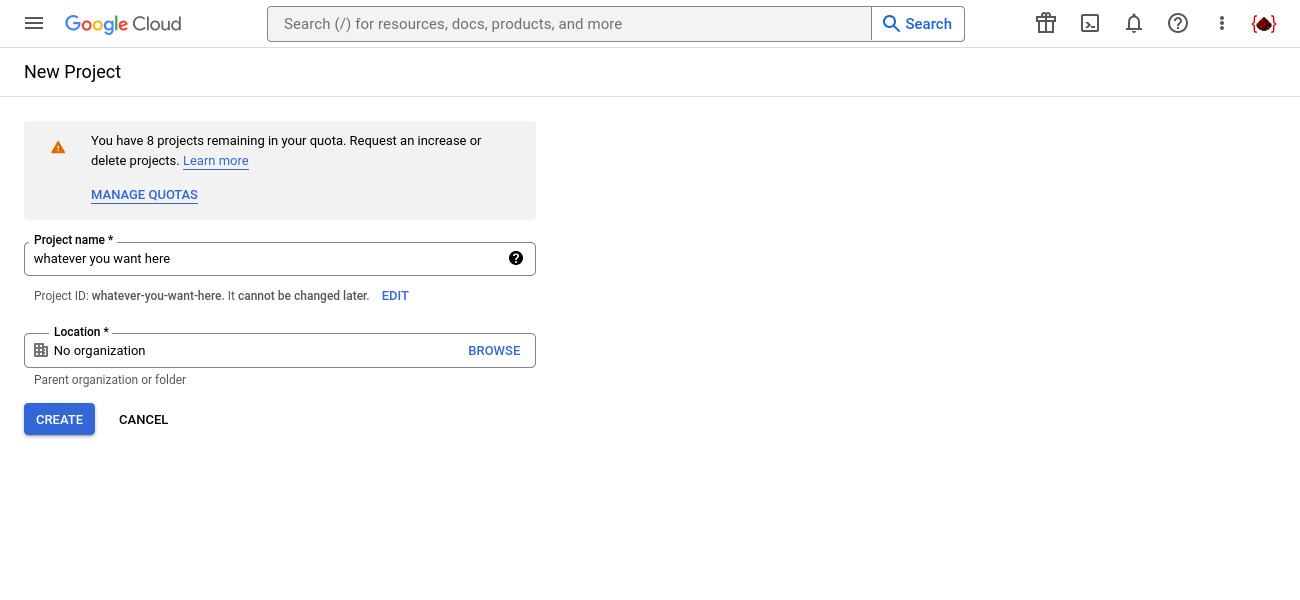 Google Cloud
Search (/) for resources, docs, products, and more
Search
New Project
You have 8 projects remaining in your quota. Request an increase or
delete projects. Learn more
MANAGE QUOTAS
Project name *
whatever you want here
Project ID: whatever-you-want-here. It cannot be changed later. EDIT
Location *
No organization
BROWSE
Parent organization or folder
CREATE
CANCEL